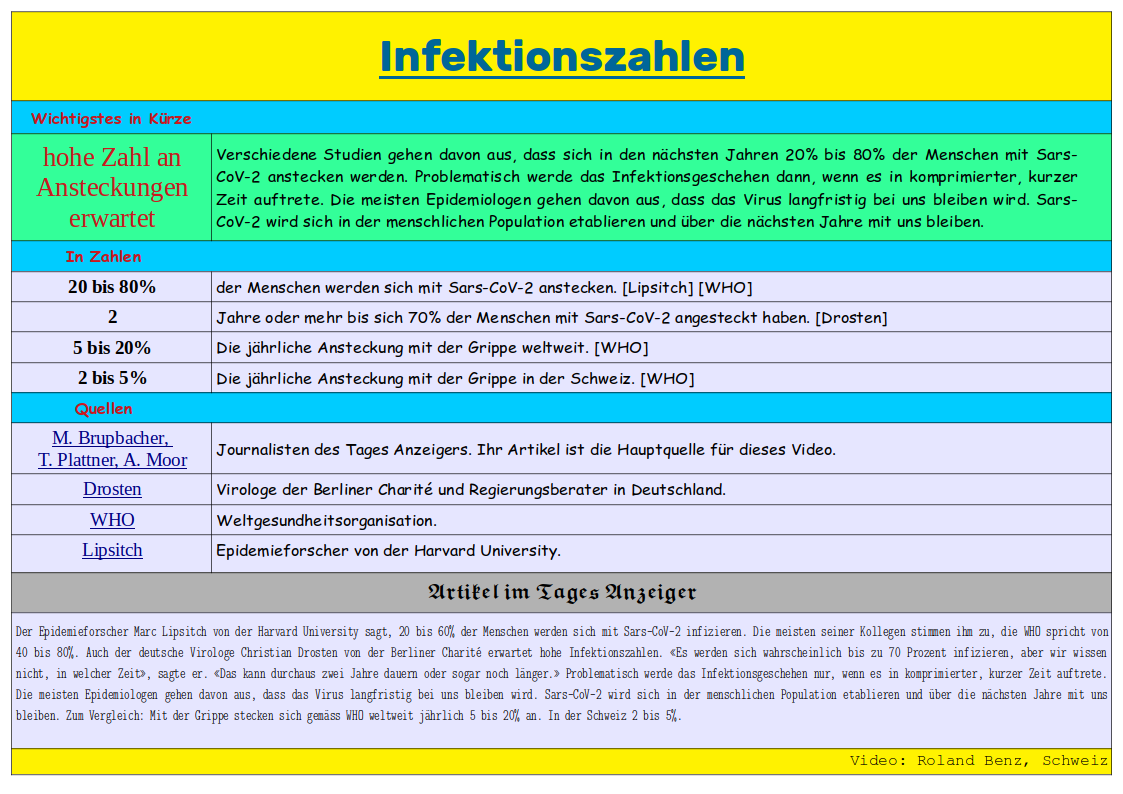 Infektionszahlen
Wichtigstes in Kürze
hohe Zahl an
Ansteckungen
erwartet
Verschiedene Studien gehen davon aus, dass sich in den nächsten Jahren 20% bis 80% der Menschen mit Sars-
CoV-2 anstecken werden. Problematisch werde das Infektionsgeschehen dann, wenn es in komprimierter, kurzer
Zeit auftrete. Die meisten Epidemiologen gehen davon aus, dass das Virus langfristig bei uns bleiben wird. Sars-
CoV-2 wird sich in der menschlichen Population etablieren und über die nächsten Jahre mit uns bleiben.
In Zahlen
20 bis 80% der Menschen werden sich mit Sars-CoV-2 anstecken. [Lipsitch] [WHO]
2 Jahre oder mehr bis sich 70% der Menschen mit Sars-CoV-2 angesteckt haben. [Drosten]
5 bis 20% Die jährliche Ansteckung mit der Grippe weltweit. [WHO]
2 bis 5% Die jährliche Ansteckung mit der Grippe in der Schweiz. [WHO]
Quellen
M. Brupbacher,
T. Plattner, A. Moor
Journalisten des Tages Anzeigers. Ihr Artikel ist die Hauptquelle für dieses Video.
Drosten Virologe der Berliner Charité und Regierungsberater in Deutschland.
WHO Weltgesundheitsorganisation.
Lipsitch Epidemieforscher von der Harvard University.
Artikel im Tages Anzeiger
Der Epidemieforscher Marc Lipsitch von der Harvard University sagt, 20 bis 60% der Menschen werden sich mit Sars-CoV-2 infizieren. Die meisten seiner Kollegen stimmen ihm zu, die WHO spricht von
40 bis 80%. Auch der deutsche Virologe Christian Drosten von der Berliner Charité erwartet hohe Infektionszahlen. «Es werden sich wahrscheinlich bis zu 70 Prozent infizieren, aber wir wissen
nicht, in welcher Zeit», sagte er. «Das kann durchaus zwei Jahre dauern oder sogar noch länger.» Problematisch werde das Infektionsgeschehen nur, wenn es in komprimierter, kurzer Zeit auftrete.
Die meisten Epidemiologen gehen davon aus, dass das Virus langfristig bei uns bleiben wird. Sars-CoV-2 wird sich in der menschlichen Population etablieren und über die nächsten Jahre mit uns
bleiben. Zum Vergleich: Mit der Grippe stecken sich gemäss WHO weltweit jährlich 5 bis 20% an. In der Schweiz 2 bis 5%.
Video: Roland Benz, Schweiz